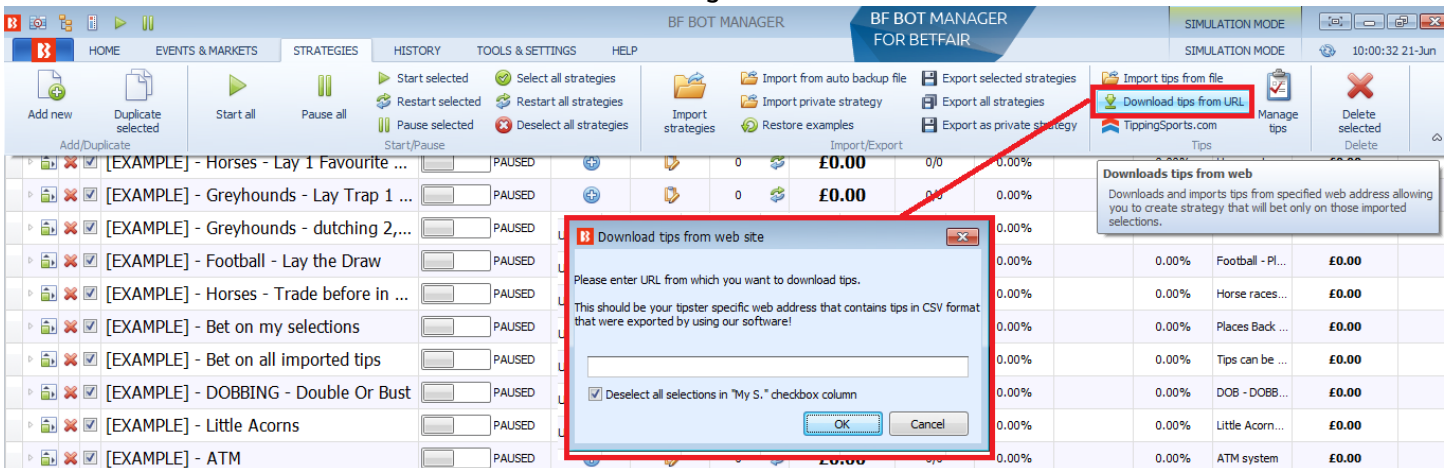 BF BOT MANAGER
BF BOT MANAGER
FOR BETFAIR
SIMULATION MODE
HOME EVENTS & MARKETS STRATEGIES HISTORY TOOLS & SETTINGS HELP
SIMULATION MODE 10:00:32 21-Jun
Add new
Duplicate
selected
Add/Duplicate
Start all
Pause all
Start selected
Restart selected
Pause selected
Select all strategies
Restart all strategies
Deselect all strategies
Start/Pause
Import
strategies
Import from auto backup file
Import private strategy
Restore examples
Export selected strategies
Export all strategies
Export as private strategy
Import/Export
Import tips from file
Download tips from URL
TippingSports.com
Manage
tips
Tips
Delete
selected
Delete
[EXAMPLE] - Horses - Lay 1 Favourite ... PAUSED 0 £0.00 0/0 0.00%
[EXAMPLE] - Greyhounds - Lay Trap 1 ... PAUSED 0 £0.00 0/0 0.00%
[EXAMPLE] - Greyhounds - dutching 2,... PAUSED 0.00%
[EXAMPLE] - Football - Lay the Draw PAUSED 0.00% 0.00% Football - Pl... £0.00
[EXAMPLE] - Horses - Trade before in ... PAUSED 0.00% 0.00% Horse races... £0.00
[EXAMPLE] - Bet on my selections PAUSED 0.00% 0.00% Places Back ... £0.00
[EXAMPLE] - Bet on all imported tips PAUSED 0.00% 0.00% Tips can be ... £0.00
[EXAMPLE] - DOBBING - Double Or Bust PAUSED 0.00% 0.00% DOB - DOBB... £0.00
[EXAMPLE] - Little Acorns PAUSED 0.00% 0.00% Little Acorn... £0.00
[EXAMPLE] - ATM PAUSED 0 £0.00 0/0 0.00% 0.00% ATM system £0.00
Downloads tips from web
Downloads and imports tips from specified web address allowing
you to create strategy that will bet only on those imported
selections.
Download tips from web site
Please enter URL from which you want to download tips.
This should be your tipster specific web address that contains tips in CSV format
that were exported by using our software!
Deselect all selections in "My S." checkbox column
OK Cancel